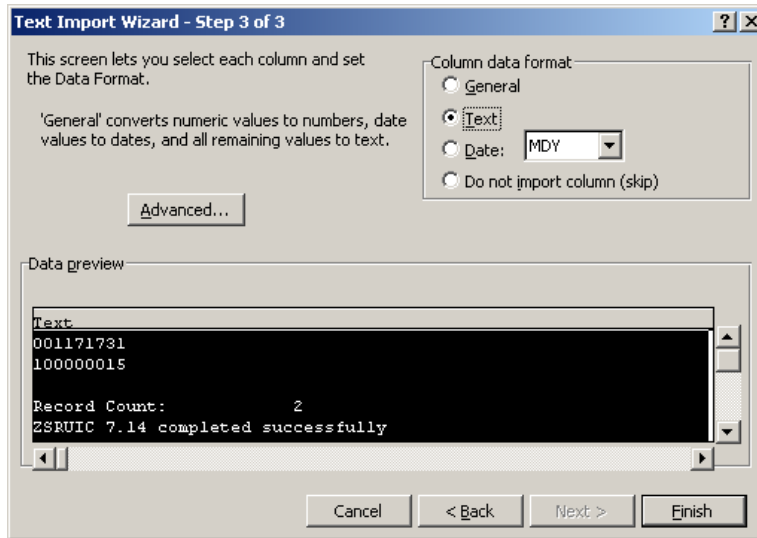 Text Import Wizard - Step 3 of 3
This screen lets you select each column and set
the Data Format.
'General' converts numeric values to numbers, date
values to dates, and all remaining values to text.
Advanced...
Column data format
General
Text
Date: MDY
Do not import column (skip)
Data preview
Text
001171731
100000015
Record Count: 2
ZSRUIC 7.14 completed successfully
Cancel
< Back
Next >
Finish